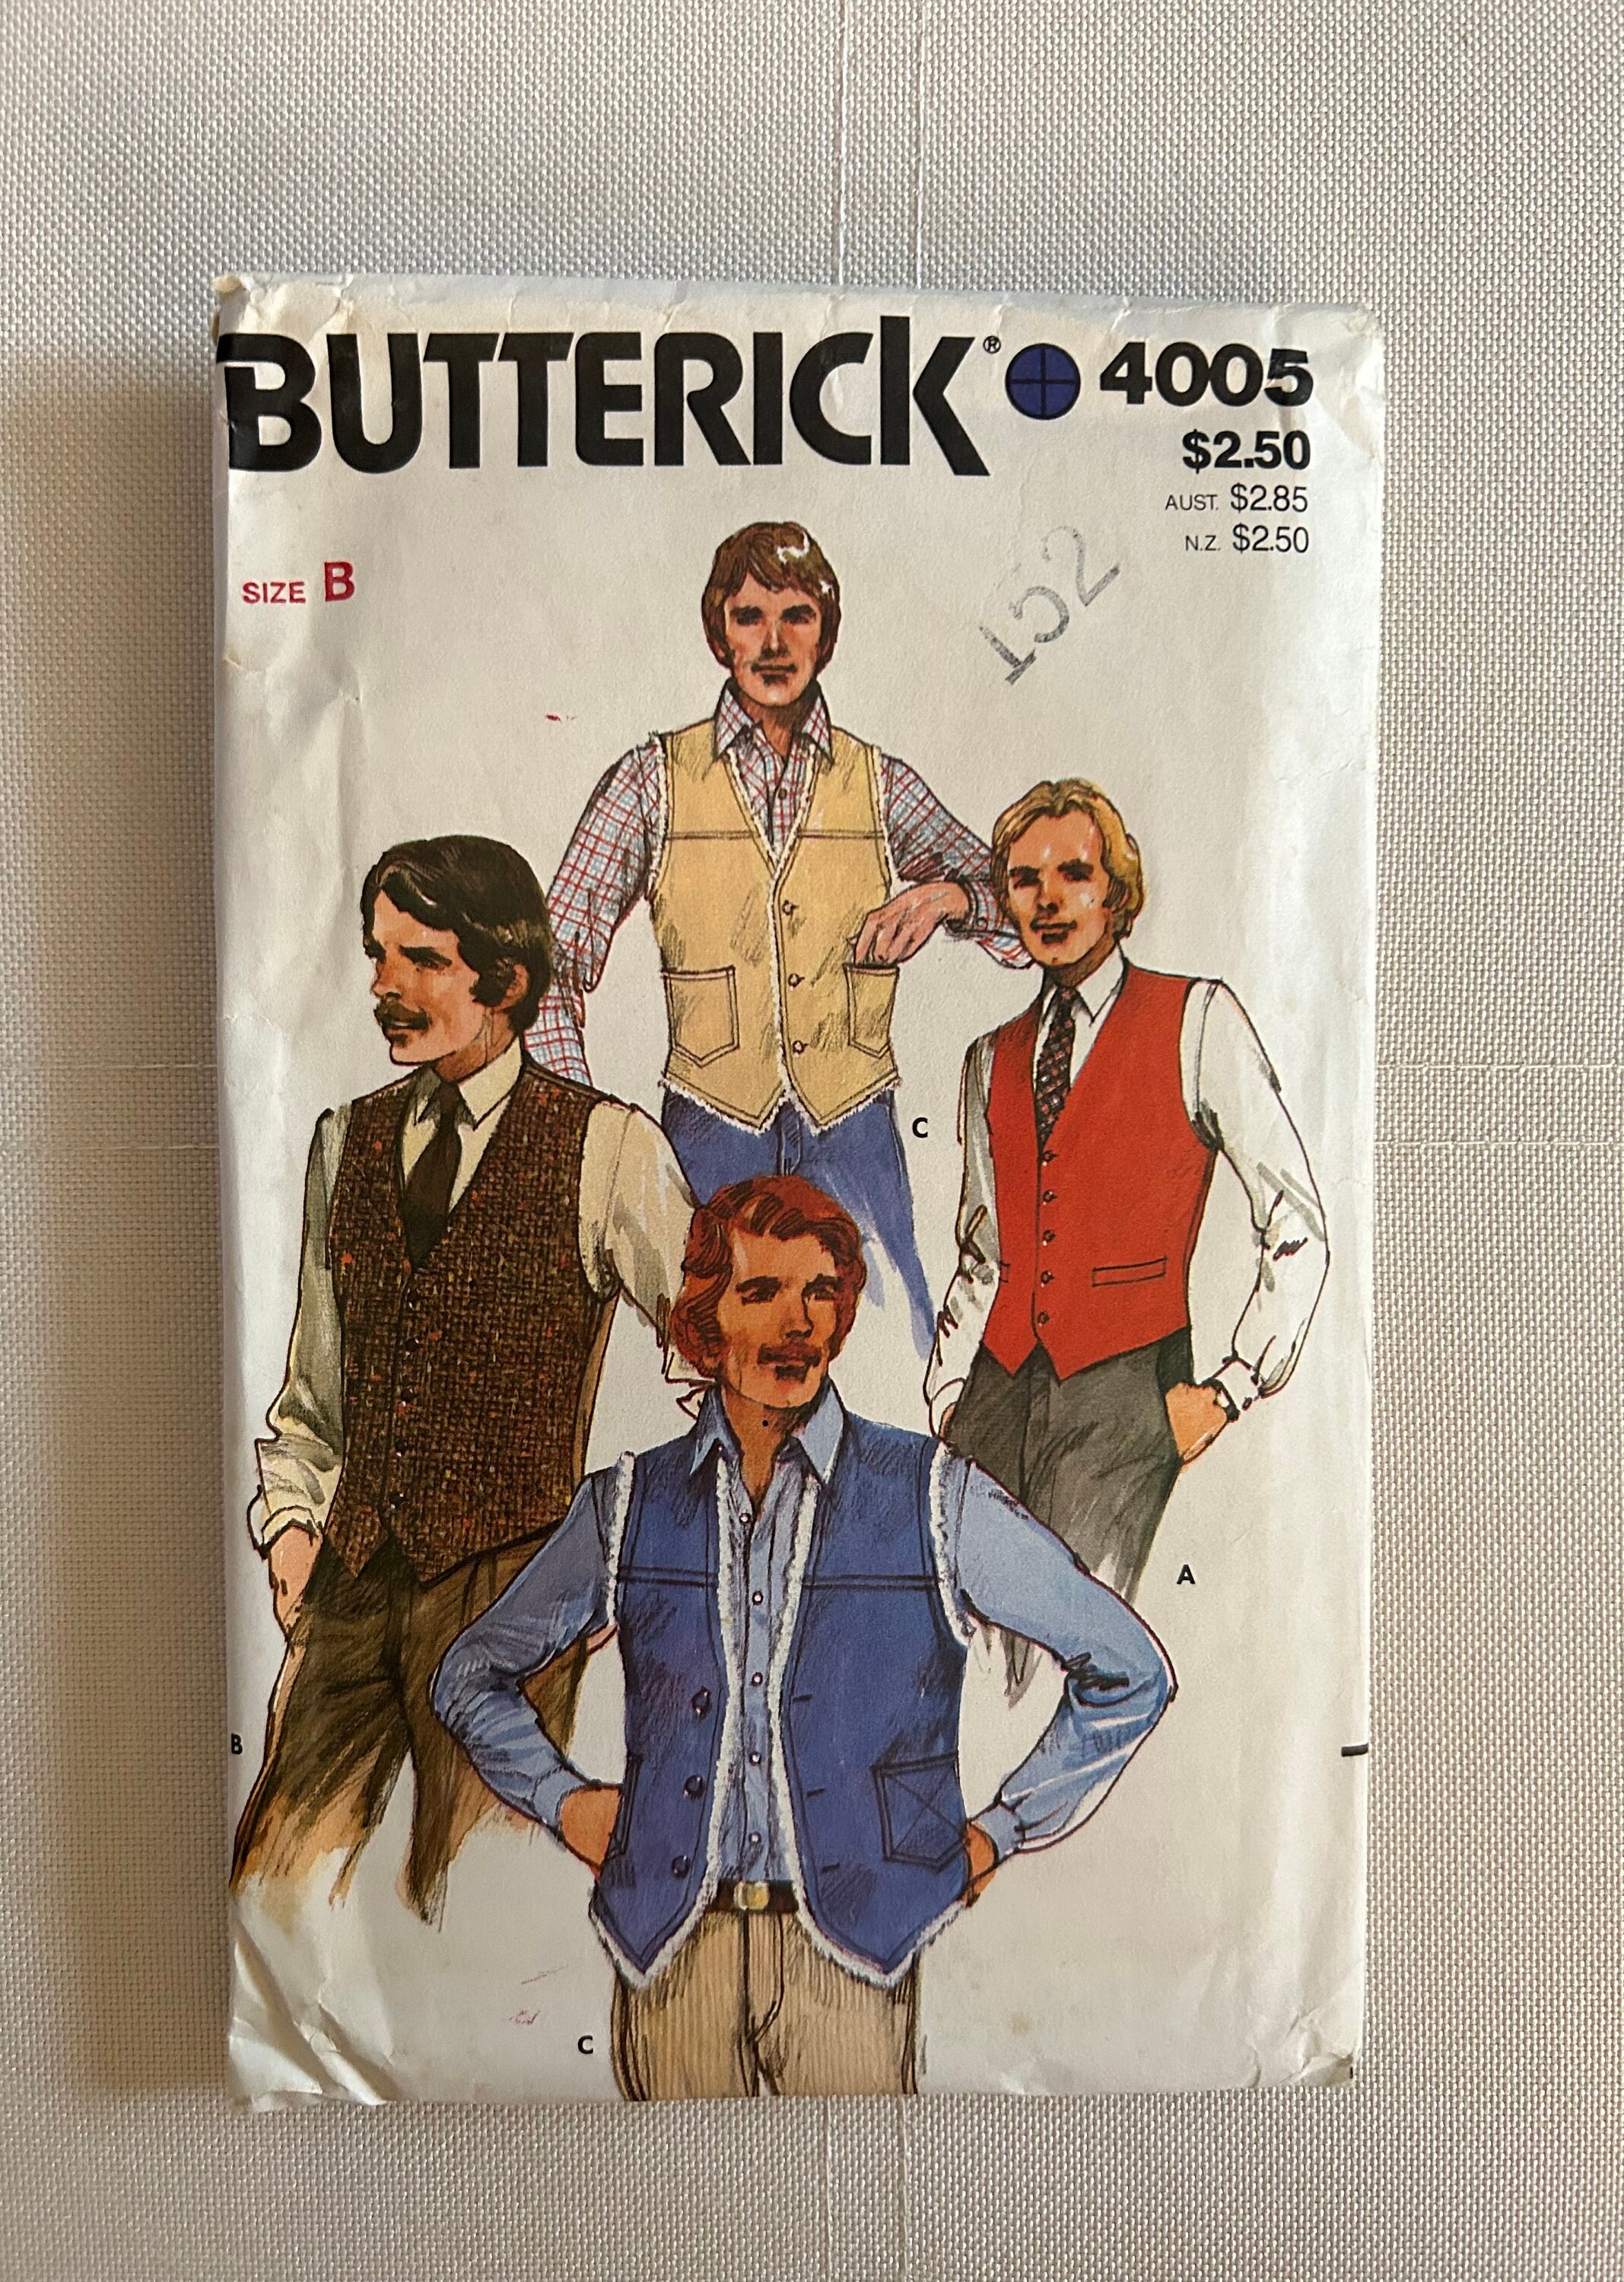 BUTTERICK® 4005
$2.50
AUST. $2.85
N.Z. $2.50
SIZE B
152
C
A
B
C